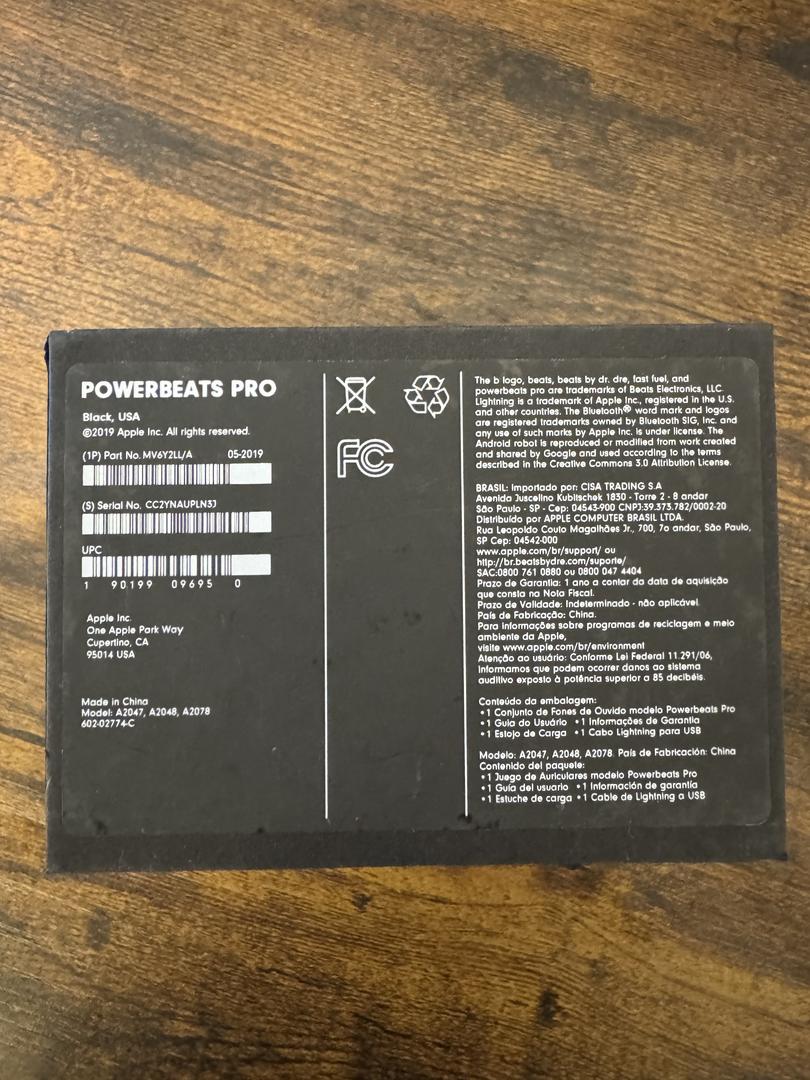 POWERBEATS PRO
Black, USA
©2019 Apple Inc. All rights reserved.
(1P) Part No. MV6Y2LL/A 05-2019
(S) Serial No. CC2YNAUPLN3J
UPC
1 90199 09695 0
Apple Inc.
One Apple Park Way
Cupertino, CA
95014 USA
Made in China
Model: A2047, A2048, A2078
602-02774-C
FC
The b logo, beats, beats by dr. dre, fast fuel, and
powerbeats pro are trademarks of Beats Electronics, LLC.
Lightning is a trademark of Apple Inc., registered in the U.S.
and other countries. The Bluetooth® word mark and logos
are registered trademarks owned by Bluetooth SIG, Inc. and
any use of such marks by Apple Inc. is under license. The
Android robot is reproduced or modified from work created
and shared by Google and used according to the terms
described in the Creative Commons 3.0 Attribution License.
BRASIL: Importado por: CISA TRADING S.A
Avenida Juscelino Kubitschek 1830 - Torre 2 - 8 andar
São Paulo - SP - Cep: 04543-900 CNPJ:39.373.782/0002-20
Distribuído por APPLE COMPUTER BRASIL LTDA.
Rua Leopoldo Couto Magalhães Jr., 700, 7o andar, São Paulo,
SP Cep: 04542-000
www.apple.com/br/support/ ou
http://br.beatsbydre.com/suporte/
SAC:0800 761 0880 ou 0800 047 4404
Prazo de Garantia: 1 ano a contar da data de aquisição
que consta na Nota Fiscal.
Prazo de Validade: Indeterminado - não aplicável.
País de Fabricação: China.
Para informações sobre programas de reciclagem e meio
ambiente da Apple,
visite www.apple.com/br/environment
Atenção ao usuário: Conforme Lei Federal 11.291/06,
informamos que podem ocorrer danos ao sistema
auditivo exposto à potência superior a 85 decibéis.
Conteúdo da embalagem:
• 1 Conjunto de Fones de Ouvido modelo Powerbeats Pro
• 1 Guia do Usuário • 1 Informações de Garantia
• 1 Estojo de Carga • 1 Cabo Lightning para USB
Modelo: A2047, A2048, A2078. País de Fabricación: China
Contenido del paquete:
• 1 Juego de Auriculares modelo Powerbeats Pro
• 1 Guía del usuario • 1 Información de garantía
• 1 Estuche de carga • 1 Cable de Lightning a USB